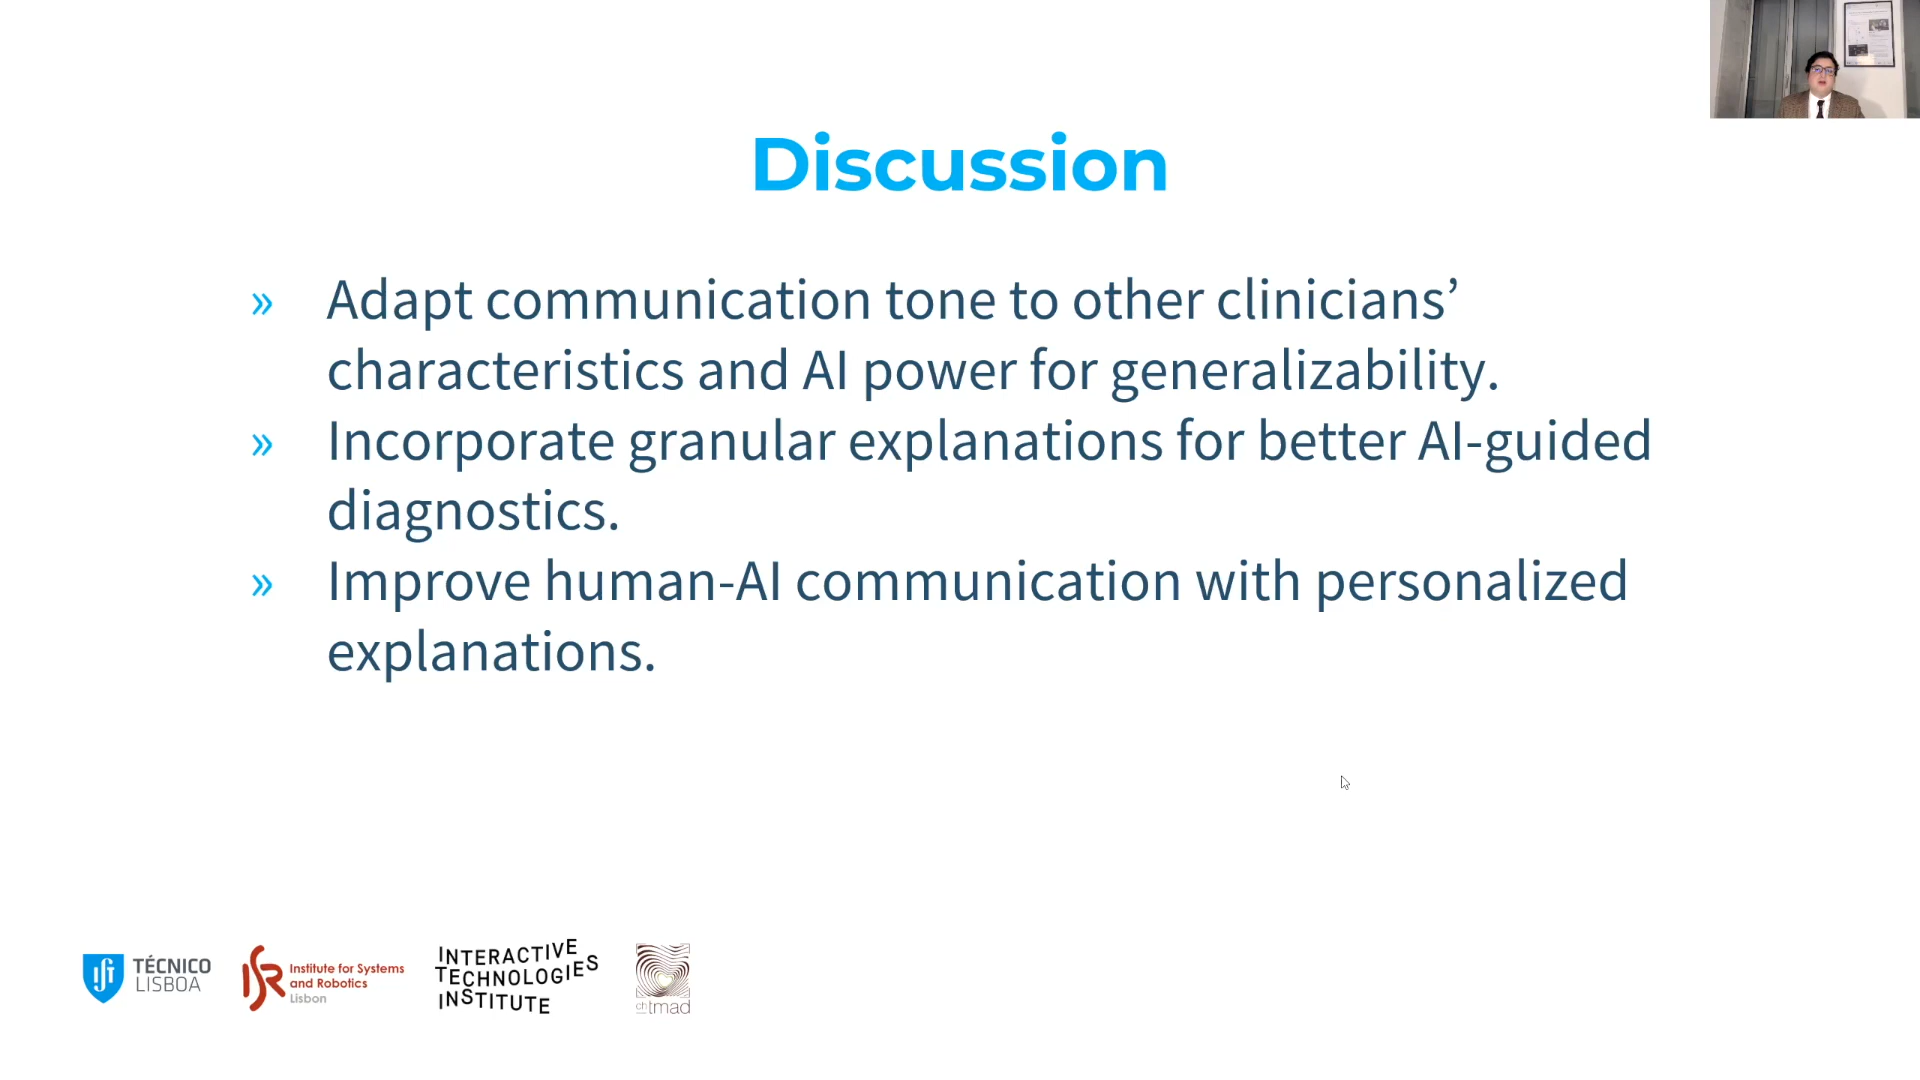 Discussion
» Adapt communication tone to other clinicians’
characteristics and AI power for generalizability.
» Incorporate granular explanations for better AI-guided
diagnostics.
» Improve human-AI communication with personalized
explanations.
TÉCNICO
LISBOA
ISR
Institute for Systems
and Robotics
Lisbon
INTERACTIVE
TECHNOLOGIES
INSTITUTE
chtmad